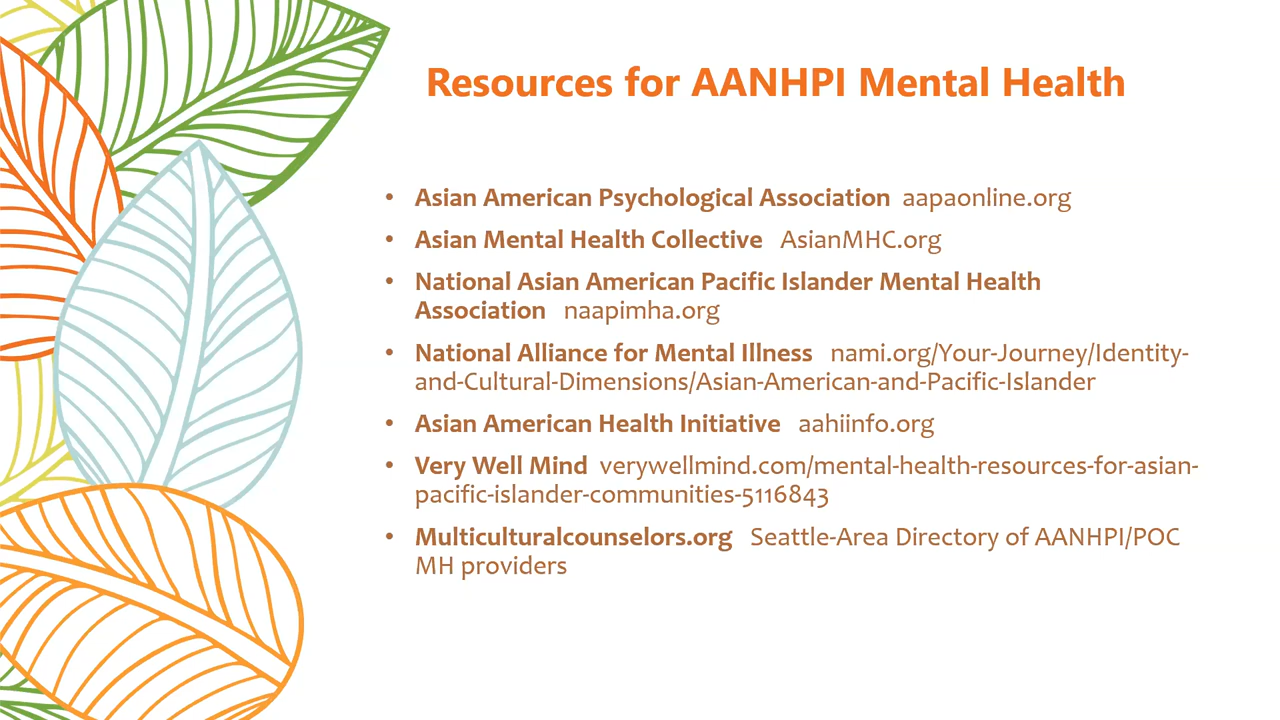 Resources for AANHPI Mental Health
• Asian American Psychological Association aapaonline.org
• Asian Mental Health Collective AsianMHC.org
• National Asian American Pacific Islander Mental Health
Association naapimha.org
• National Alliance for Mental Illness nami.org/Your-Journey/Identity-
and-Cultural-Dimensions/Asian-American-and-Pacific-Islander
• Asian American Health Initiative aahiinfo.org
• Very Well Mind verywellmind.com/mental-health-resources-for-asian-
pacific-islander-communities-5116843
• Multiculturalcounselors.org Seattle-Area Directory of AANHPI/POC
MH providers